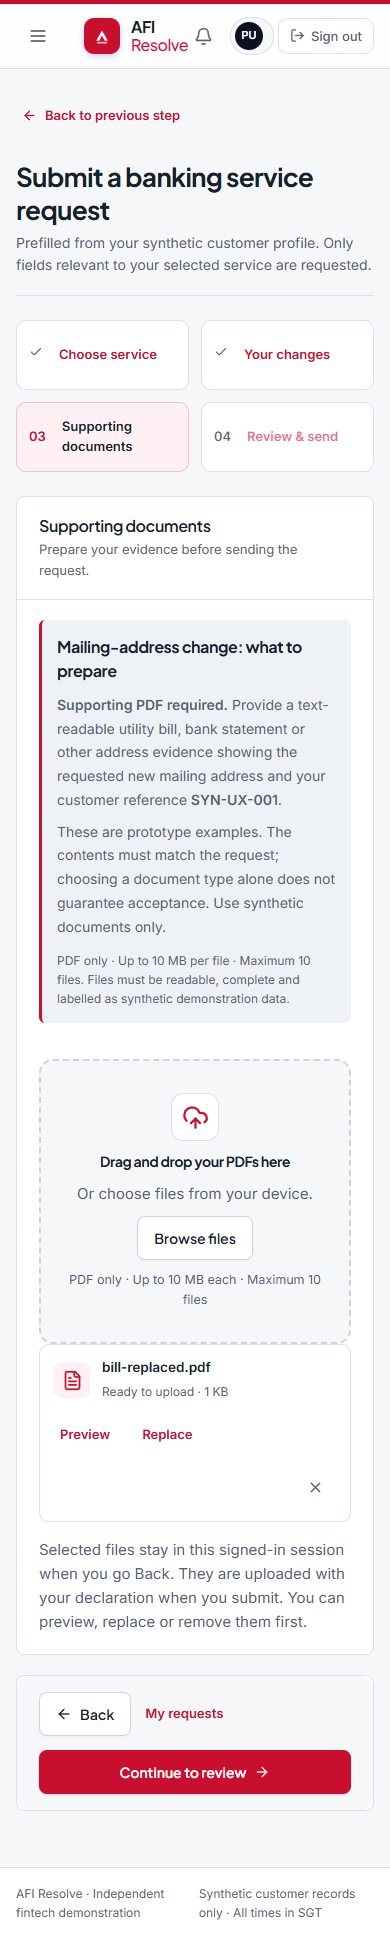 AFI
Resolve
PU
Sign out
Back to previous step
Submit a banking service
request
Prefilled from your synthetic customer profile. Only
fields relevant to your selected service are requested.
Choose service
Your changes
03
Supporting
documents
04
Review & send
Supporting documents
Prepare your evidence before sending the
request.
Mailing-address change: what to
prepare
Supporting PDF required. Provide a text-
readable utility bill, bank statement or
other address evidence showing the
requested new mailing address and your
customer reference SYN-UX-001.
These are prototype examples. The
contents must match the request;
choosing a document type alone does not
guarantee acceptance. Use synthetic
documents only.
PDF only · Up to 10 MB per file · Maximum 10
files. Files must be readable, complete and
labelled as synthetic demonstration data.
Drag and drop your PDFs here
Or choose files from your device.
Browse files
PDF only · Up to 10 MB each · Maximum 10
files
bill-replaced.pdf
Ready to upload · 1 KB
Preview
Replace
Selected files stay in this signed-in session
when you go Back. They are uploaded with
your declaration when you submit. You can
preview, replace or remove them first.
Back
My requests
Continue to review
AFI Resolve · Independent
fintech demonstration
Synthetic customer records
only · All times in SGT